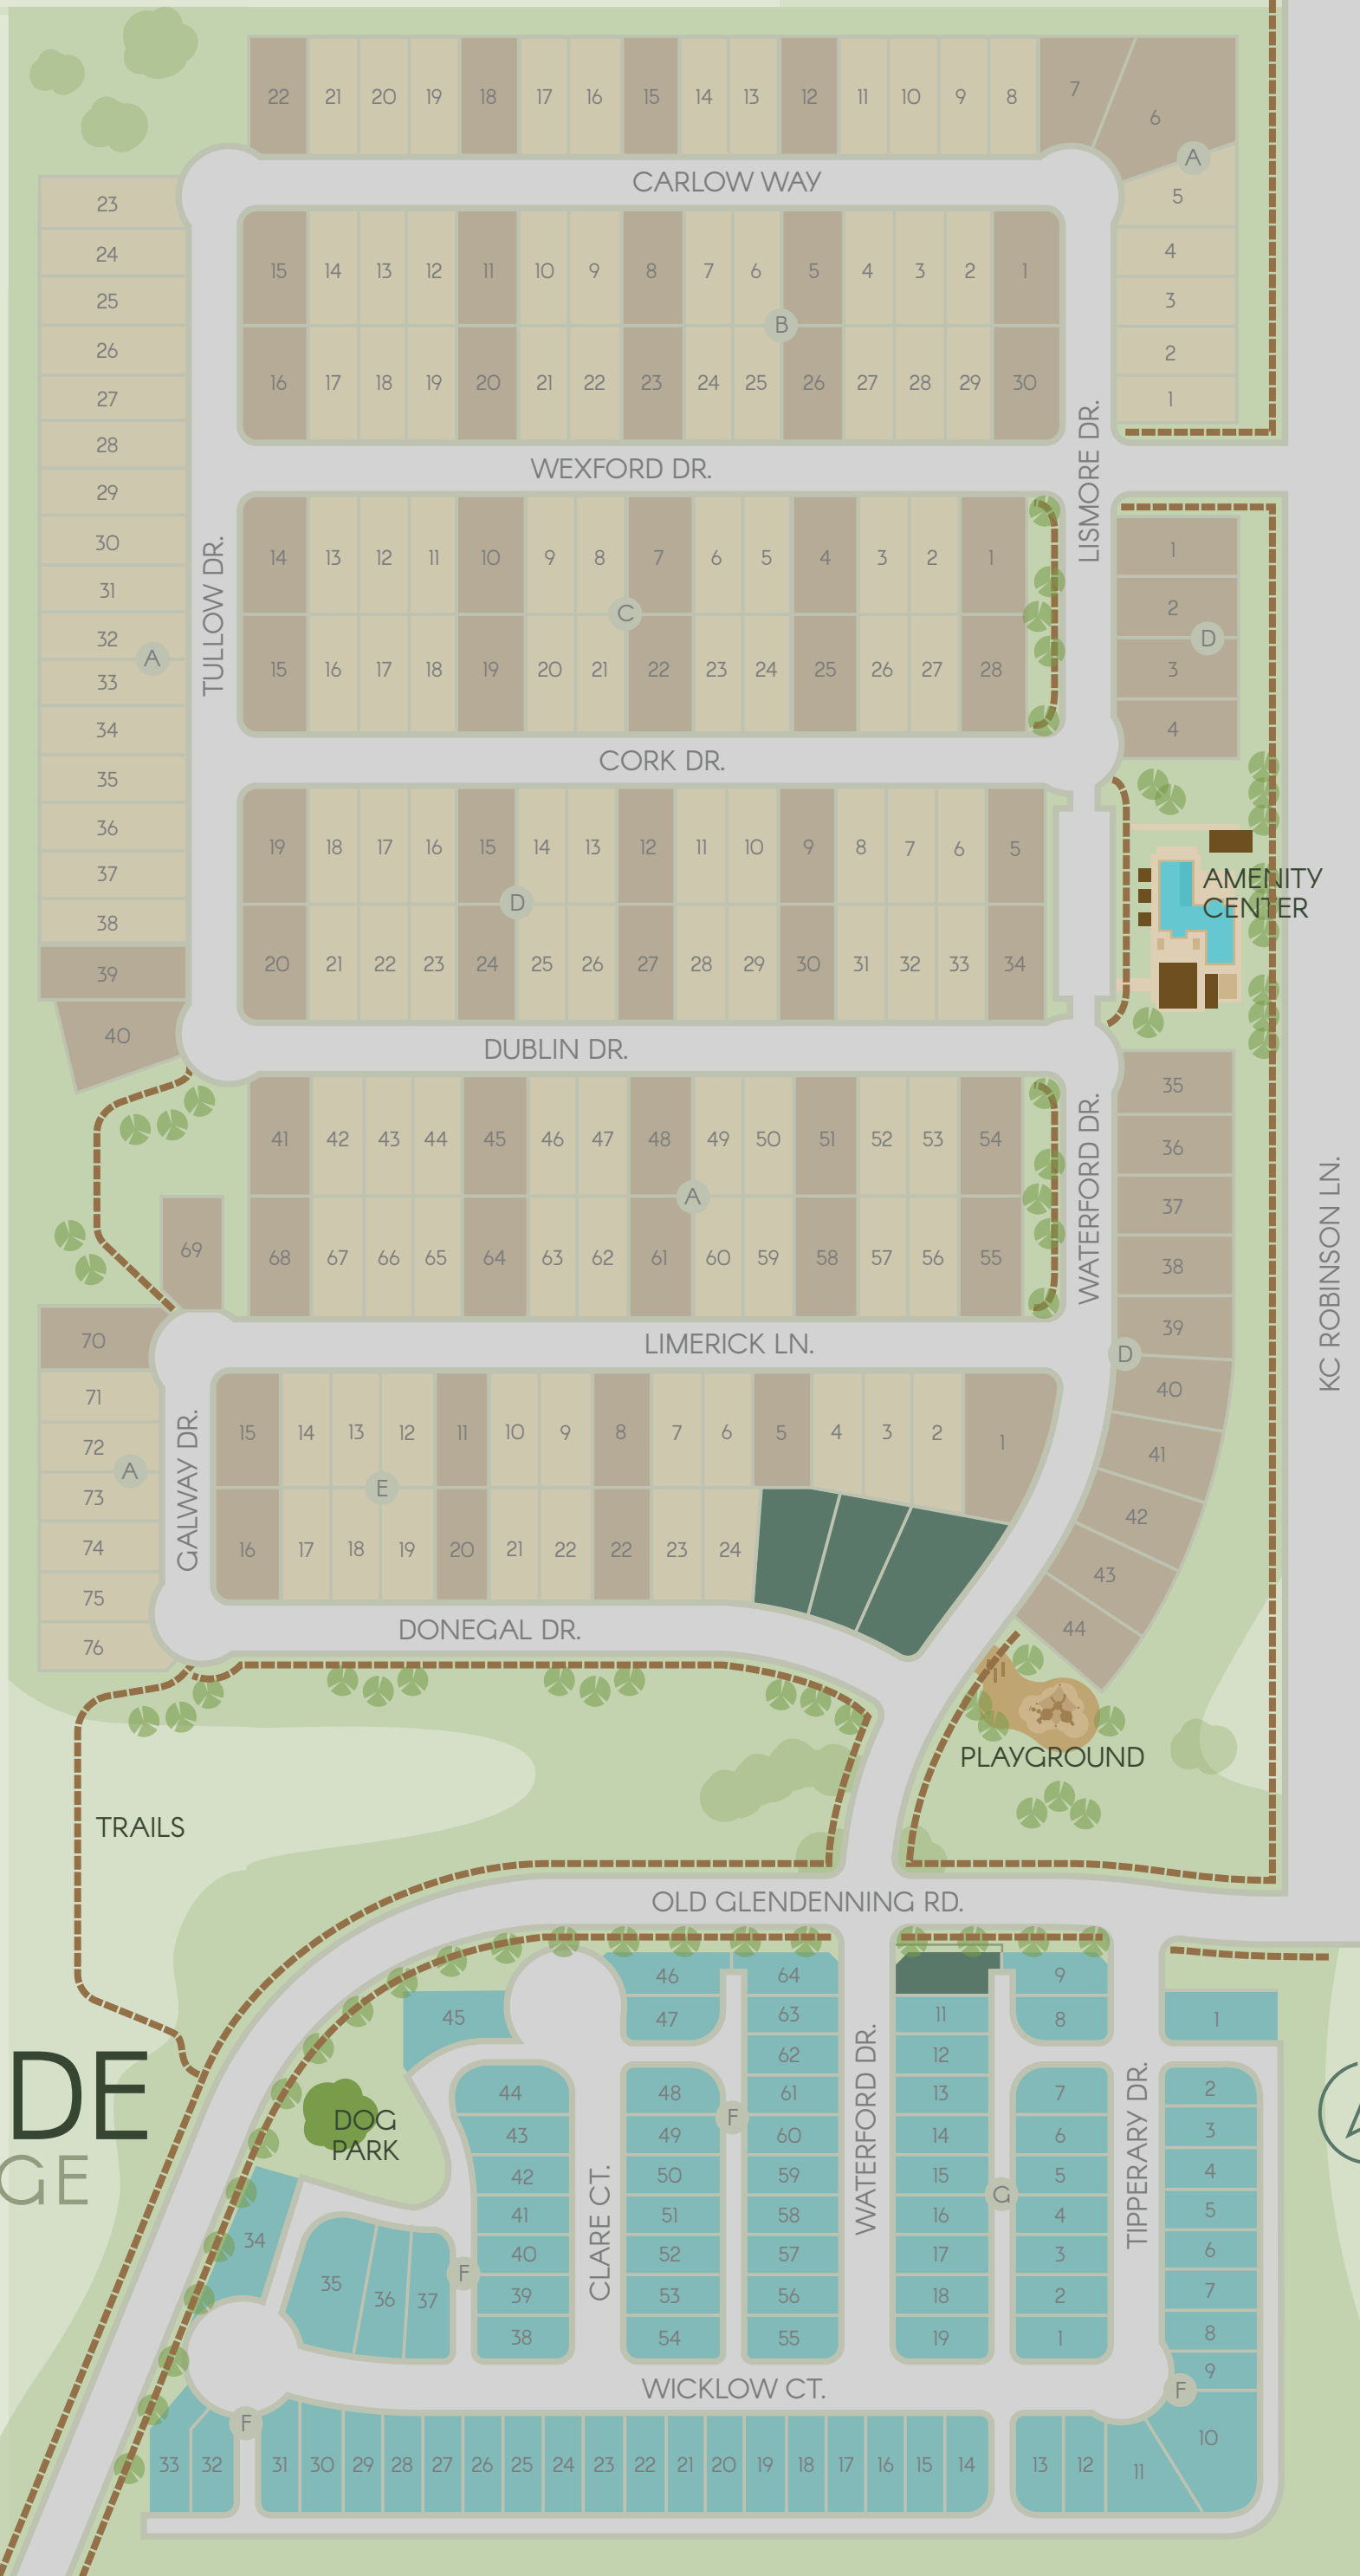 22 21 20 19 18 17 16 15 14 13 12 11 10 9 8 7 6
A
5
4
3
2
1
CARLOW WAY
23
24
25
26
27
28
29
30
31
32
A
33
34
35
36
37
38
39
40
TULLOW DR.
15 14 13 12 11 10 9 8 7 6 5 4 3 2 1
B
16 17 18 19 20 21 22 23 24 25 26 27 28 29 30
LISMORE DR.
WEXFORD DR.
14 13 12 11 10 9 8 7 6 5 4 3 2 1
C
15 16 17 18 19 20 21 22 23 24 25 26 27 28
1
2
D
3
4
CORK DR.
19 18 17 16 15 14 13 12 11 10 9 8 7 6 5
D
20 21 22 23 24 25 26 27 28 29 30 31 32 33 34
AMENITY
CENTER
DUBLIN DR.
41 42 43 44 45 46 47 48 49 50 51 52 53 54
A
69 68 67 66 65 64 63 62 61 60 59 58 57 56 55
WATERFORD DR.
35
36
37
38
39
D
40
41
42
43
44
KC ROBINSON LN.
LIMERICK LN.
70
71
72
A
73
74
75
76
GALWAY DR.
15 14 13 12 11 10 9 8 7 6 5 4 3 2 1
E
16 17 18 19 20 21 22 22 23 24
DONEGAL DR.
PLAYGROUND
TRAILS
OLD GLENDENNING RD.
DE
GE
DOG
PARK
45
46
47
64
63
62
61
60
59
58
57
56
55
F
48
49
50
51
52
53
54
44
43
42
41
40
39
38
F
CLARE CT.
34
35 36 37
WATERFORD DR.
11
12
13
14
15
16
17
18
19
G
9
8
7
6
5
4
3
2
1
TIPPERARY DR.
1
2
3
4
5
6
7
8
9
F
10
WICKLOW CT.
F
33 32 31 30 29 28 27 26 25 24 23 22 21 20 19 18 17 16 15 14 13 12 11